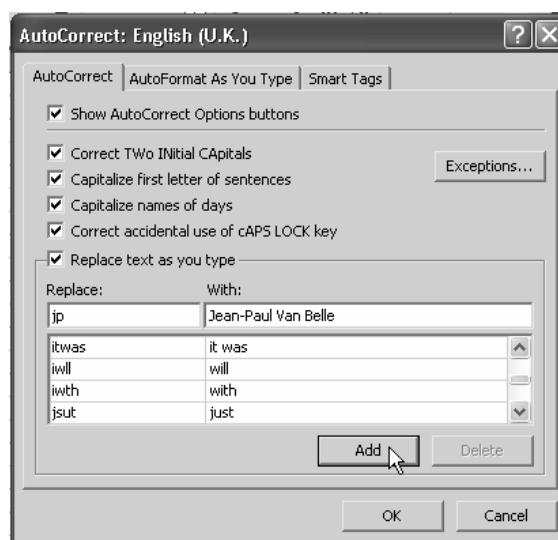 AutoCorrect: English (U.K.)
AutoCorrect AutoFormat As You Type Smart Tags
Show AutoCorrect Options buttons
Correct TWo INitial CApitals
Exceptions...
Capitalize first letter of sentences
Capitalize names of days
Correct accidental use of cAPS LOCK key
Replace text as you type
Replace: With:
jp Jean-Paul Van Belle
itwas it was
iwll will
iwth with
jsut just
Add Delete
OK Cancel